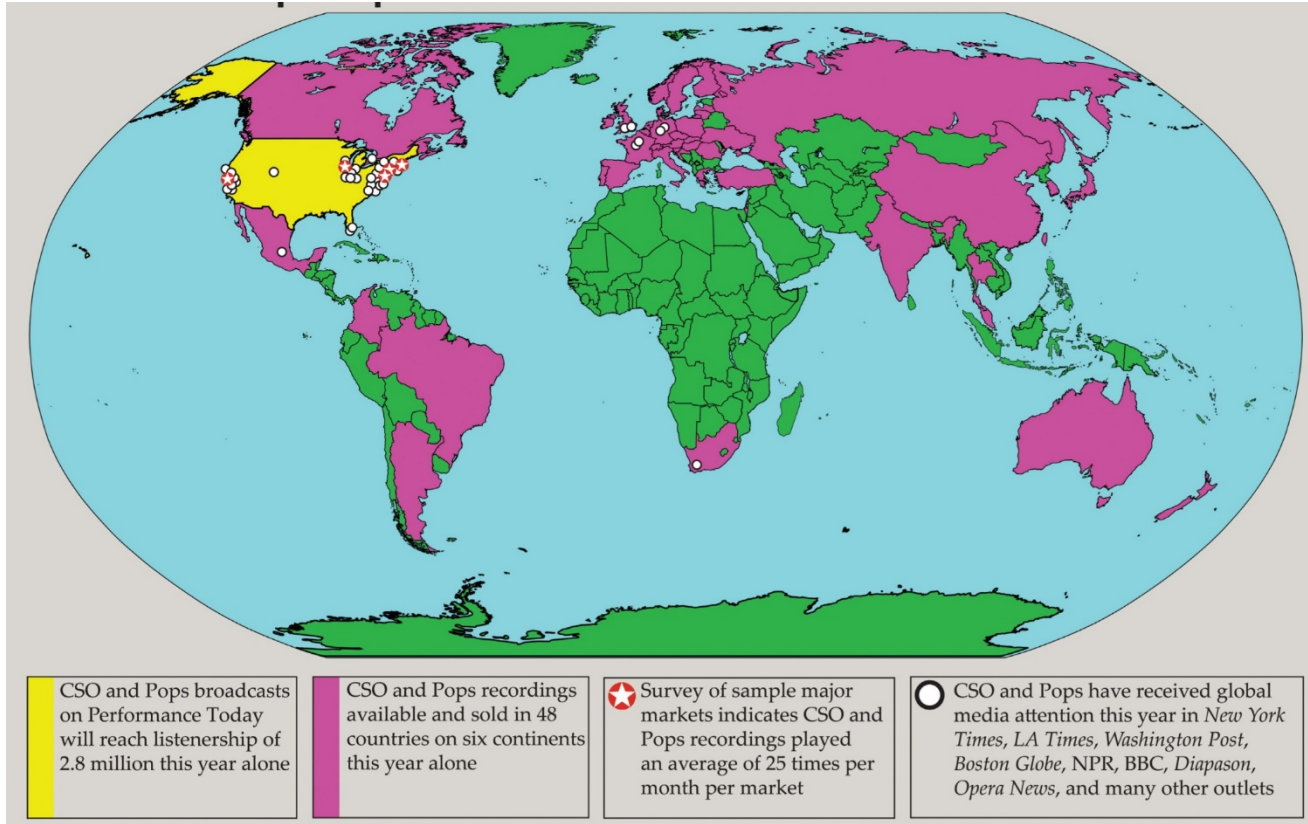 CSO and Pops broadcasts
on Performance Today
will reach listenership of
2.8 million this year alone
CSO and Pops recordings
available and sold in 48
countries on six continents
this year alone
Survey of sample major
markets indicates CSO and
Pops recordings played
an average of 25 times per
month per market
CSO and Pops have received global
media attention this year in New York
Times, LA Times, Washington Post,
Boston Globe, NPR, BBC, Diapason,
Opera News, and many other outlets